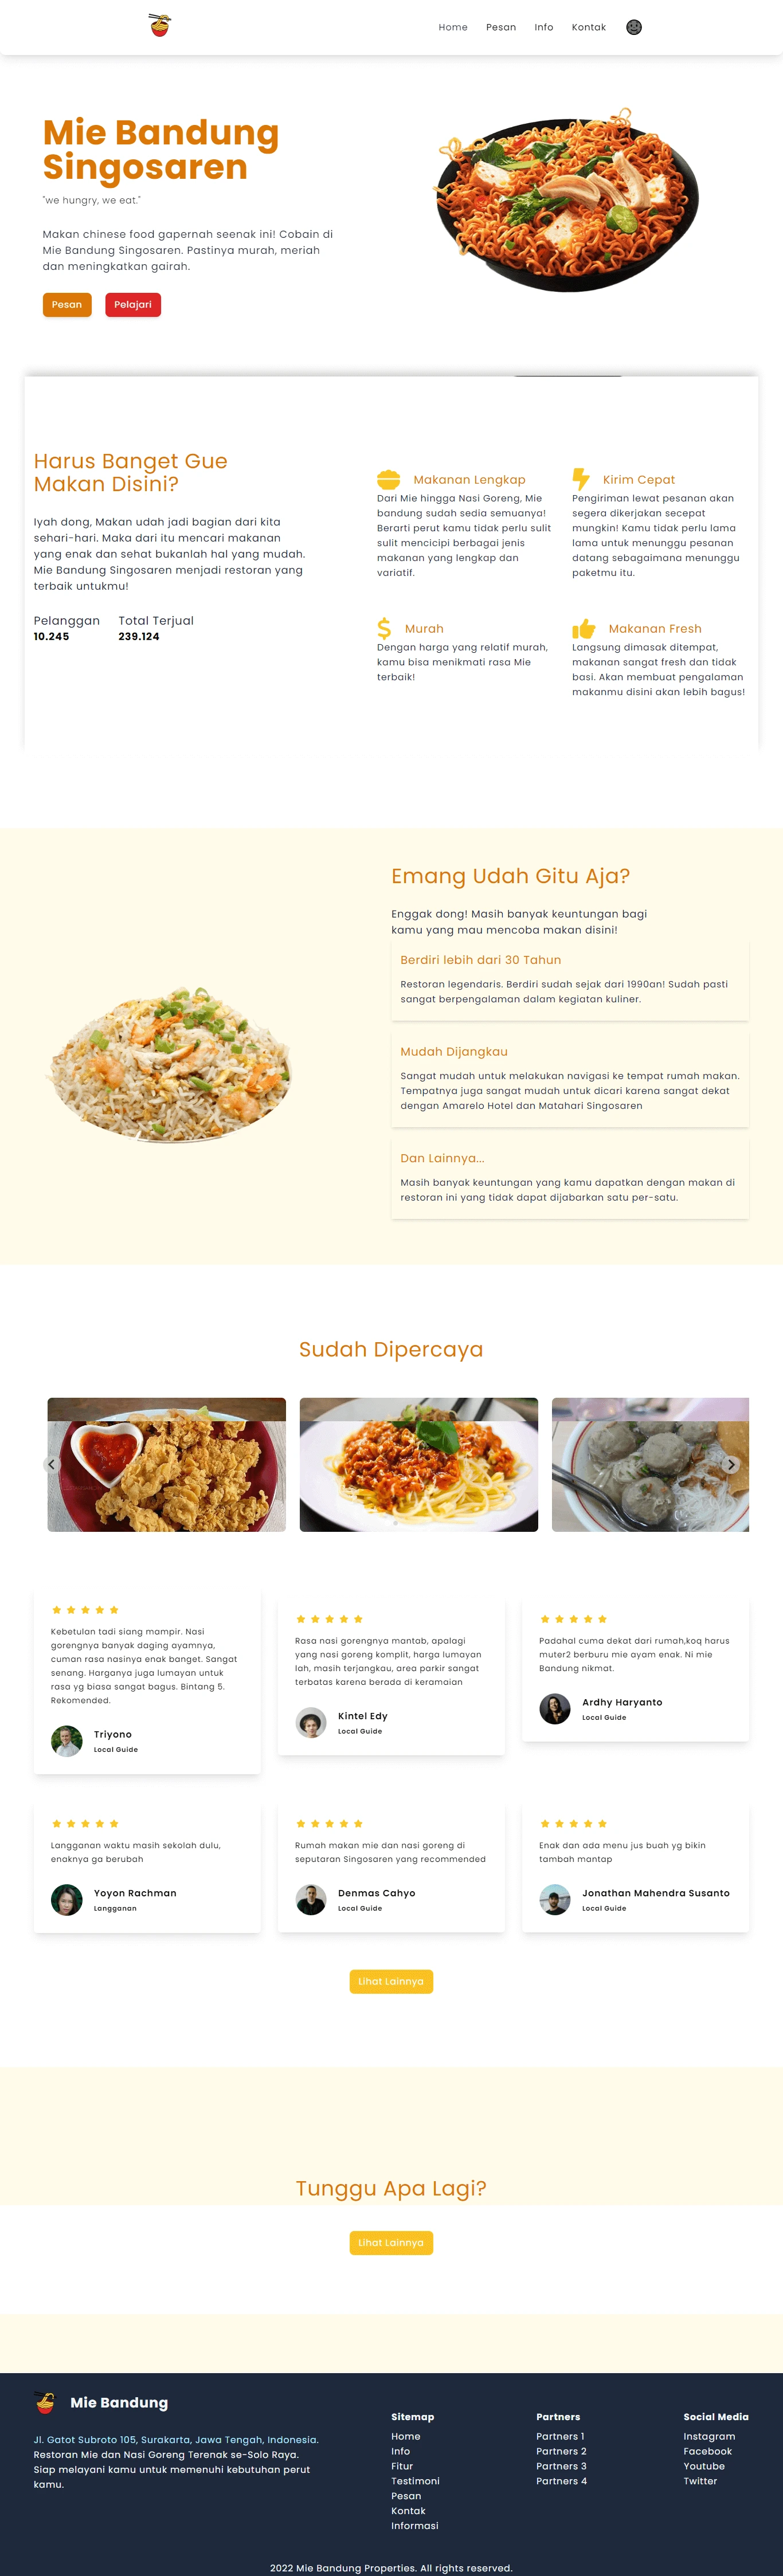 Home Pesan Info Kontak
Mie Bandung
Singosaren
"we hungry, we eat."
Makan chinese food gapernah seenak ini! Cobain di
Mie Bandung Singosaren. Pastinya murah, meriah
dan meningkatkan gairah.
Pesan Pelajari
Harus Banget Gue
Makan Disini?
Iyah dong, Makan udah jadi bagian dari kita
sehari-hari. Maka dari itu mencari makanan
yang enak dan sehat bukanlah hal yang mudah.
Mie Bandung Singosaren menjadi restoran yang
terbaik untukmu!
Pelanggan Total Terjual
10.245 239.124
Makanan Lengkap
Dari Mie hingga Nasi Goreng, Mie
bandung sudah sedia semuanya!
Berarti perut kamu tidak perlu sulit
sulit mencicipi berbagai jenis
makanan yang lengkap dan
variatif.
Kirim Cepat
Pengiriman lewat pesanan akan
segera dikerjakan secepat
mungkin! Kamu tidak perlu lama
lama untuk menunggu pesanan
datang sebagaimana menunggu
paketmu itu.
Murah
Dengan harga yang relatif murah,
kamu bisa menikmati rasa Mie
terbaik!
Makanan Fresh
Langsung dimasak ditempat,
makanan sangat fresh dan tidak
basi. Akan membuat pengalaman
makanmu disini akan lebih bagus!
Emang Udah Gitu Aja?
Enggak dong! Masih banyak keuntungan bagi
kamu yang mau mencoba makan disini!
Berdiri lebih dari 30 Tahun
Restoran legendaris. Berdiri sudah sejak dari 1990an! Sudah pasti
sangat berpengalaman dalam kegiatan kuliner.
Mudah Dijangkau
Sangat mudah untuk melakukan navigasi ke tempat rumah makan.
Tempatnya juga sangat mudah untuk dicari karena sangat dekat
dengan Amarelo Hotel dan Matahari Singosaren
Dan Lainnya...
Masih banyak keuntungan yang kamu dapatkan dengan makan di
restoran ini yang tidak dapat dijabarkan satu per-satu.
Sudah Dipercaya
Kebetulan tadi siang mampir. Nasi
gorengnya banyak daging ayamnya,
cuman rasa nasinya enak banget. Sangat
senang. Harganya juga lumayan untuk
rasa yg biasa sangat bagus. Bintang 5.
Rekomended.
Triyono
Local Guide
Rasa nasi gorengnya mantab, apalagi
yang nasi goreng komplit, harga lumayan
lah, masih terjangkau, area parkir sangat
terbatas karena berada di keramaian
Kintel Edy
Local Guide
Padahal cuma dekat dari rumah,koq harus
muter2 berburu mie ayam enak. Ni mie
Bandung nikmat.
Ardhy Haryanto
Local Guide
Langganan waktu masih sekolah dulu,
enaknya ga berubah
Yoyon Rachman
Langganan
Rumah makan mie dan nasi goreng di
seputaran Singosaren yang recommended
Denmas Cahyo
Local Guide
Enak dan ada menu jus buah yg bikin
tambah mantap
Jonathan Mahendra Susanto
Local Guide
Lihat Lainnya
Tunggu Apa Lagi?
Lihat Lainnya
Mie Bandung
Jl. Gatot Subroto 105, Surakarta, Jawa Tengah, Indonesia.
Restoran Mie dan Nasi Goreng Terenak se-Solo Raya.
Siap melayani kamu untuk memenuhi kebutuhan perut
kamu.
Sitemap
Home
Info
Fitur
Testimoni
Pesan
Kontak
Informasi
Partners
Partners 1
Partners 2
Partners 3
Partners 4
Social Media
Instagram
Facebook
Youtube
Twitter
2022 Mie Bandung Properties. All rights reserved.